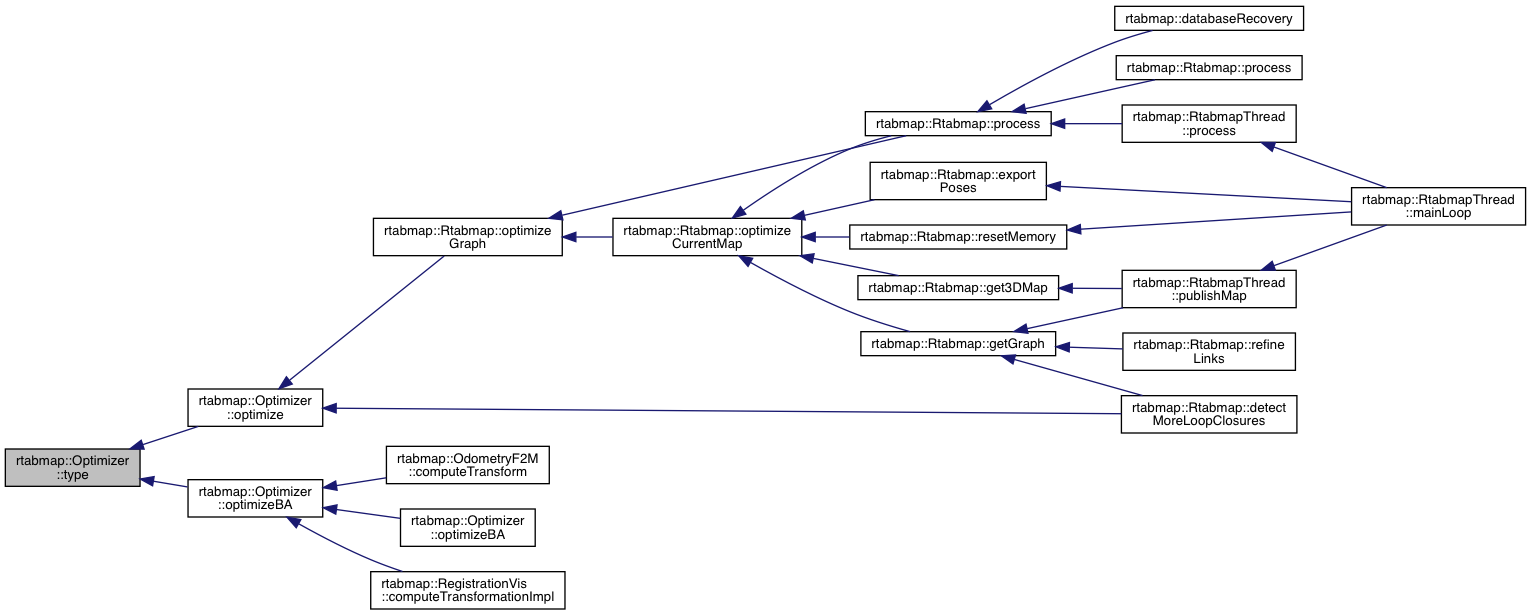 rtabmap::databaseRecovery
rtabmap::Rtabmap::process
rtabmap::Rtabmap::process
rtabmap::RtabmapThread
::process
rtabmap::Rtabmap::export
Poses
rtabmap::RtabmapThread
::mainLoop
rtabmap::Rtabmap::optimize
Graph
rtabmap::Rtabmap::optimize
CurrentMap
rtabmap::Rtabmap::resetMemory
rtabmap::Rtabmap::get3DMap
rtabmap::RtabmapThread
::publishMap
rtabmap::Rtabmap::getGraph
rtabmap::Rtabmap::refine
Links
rtabmap::Optimizer
::optimize
rtabmap::Rtabmap::detect
MoreLoopClosures
rtabmap::Optimizer
::type
rtabmap::OdometryF2M
::computeTransform
rtabmap::Optimizer
::optimizeBA
rtabmap::Optimizer
::optimizeBA
rtabmap::RegistrationVis
::computeTransformationImpl